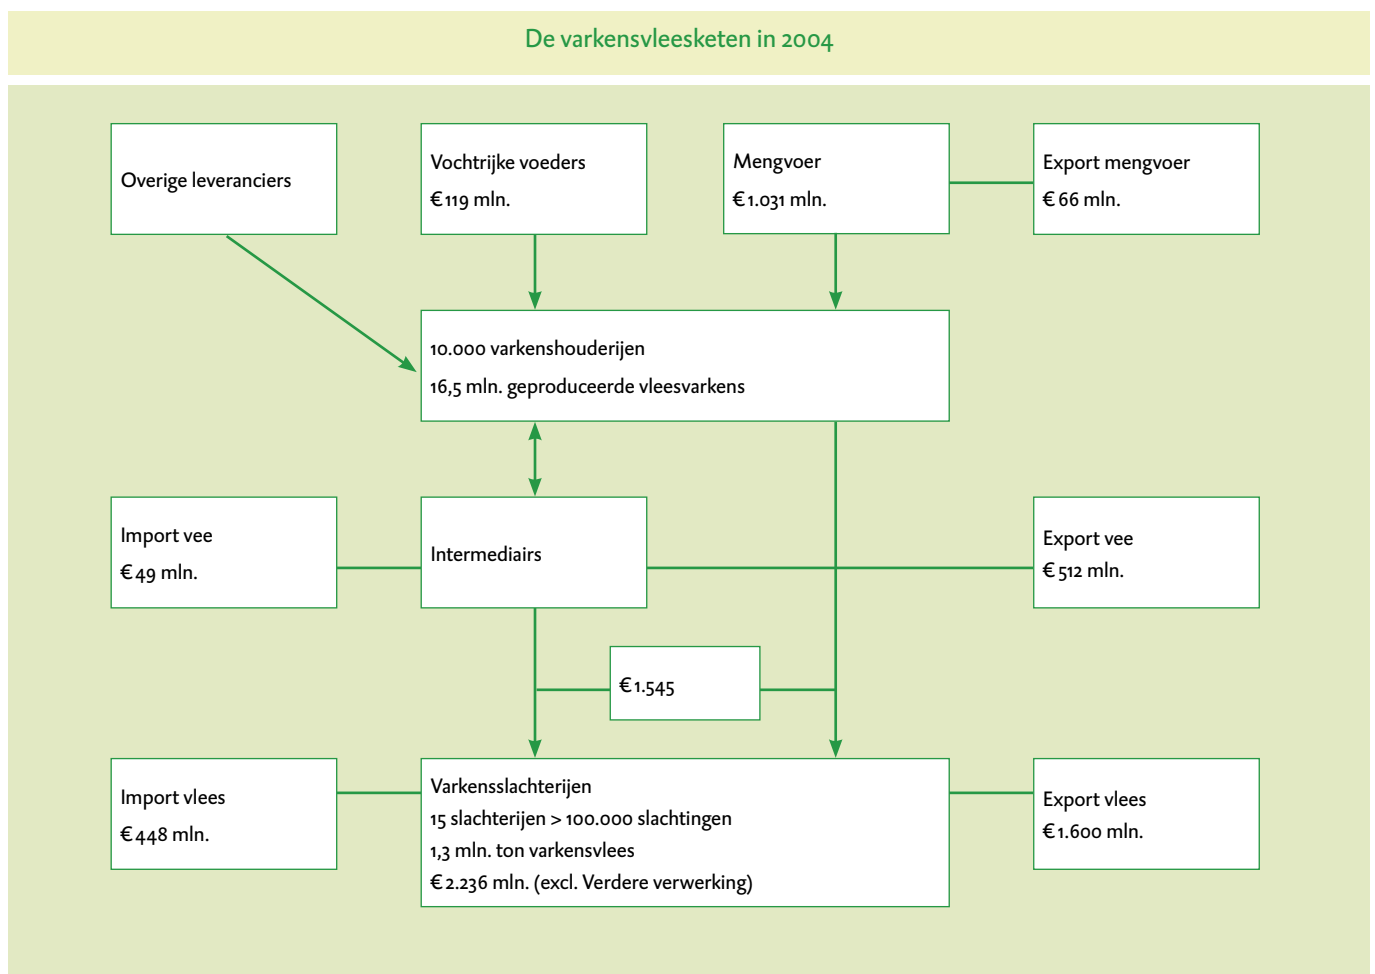 De varkensvleesketen in 2004
Overige leveranciers
Vochtrijke voeders
€ 119 mln.
Mengvoer
€ 1.031 mln.
Export mengvoer
€ 66 mln.
10.000 varkenshouderijen
16,5 mln. geproduceerde vleesvarkens
Import vee
€ 49 mln.
Intermediairs
Export vee
€ 512 mln.
€ 1.545
Import vlees
€ 448 mln.
Varkensslachterijen
15 slachterijen > 100.000 slachtingen
1,3 mln. ton varkensvlees
€ 2.236 mln. (excl. Verdere verwerking)
Export vlees
€ 1.600 mln.